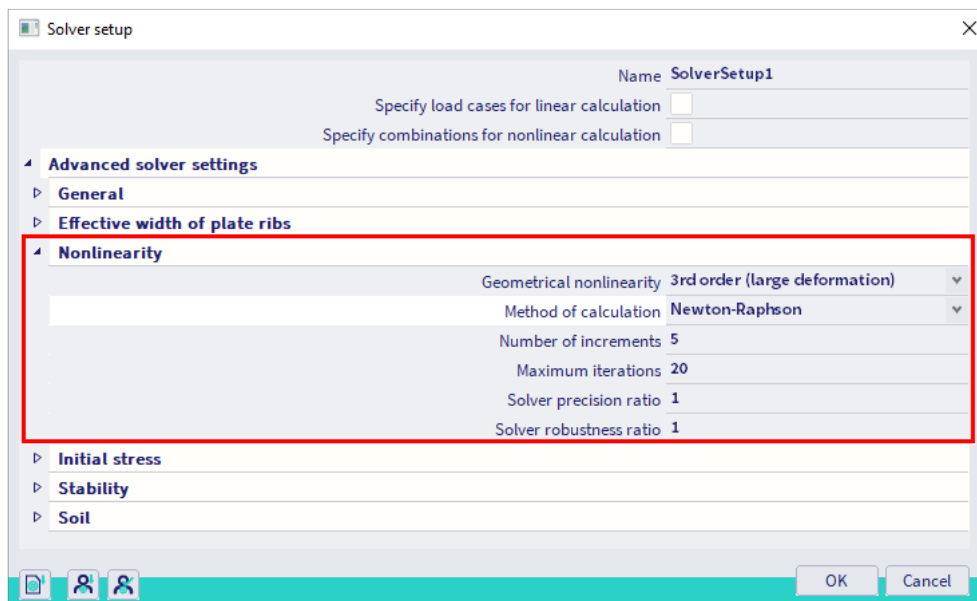 Solver setup
Name SolverSetup1
Specify load cases for linear calculation
Specify combinations for nonlinear calculation
Advanced solver settings
General
Effective width of plate ribs
Nonlinearity
Geometrical nonlinearity 3rd order (large deformation)
Method of calculation Newton-Raphson
Number of increments 5
Maximum iterations 20
Solver precision ratio 1
Solver robustness ratio 1
Initial stress
Stability
Soil
OK Cancel